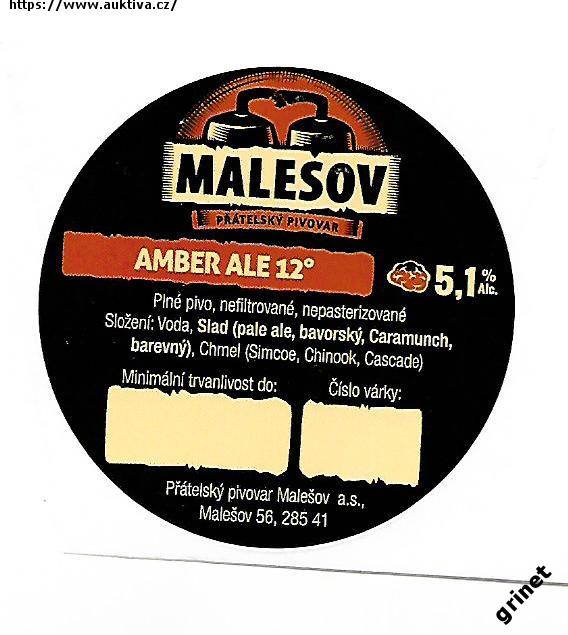 https://www.auktiva.cz/
MALEŠOV
PŘÁTELSKÝ PIVOVAR
AMBER ALE 12°
5,1% Alc.
Plné pivo, nefiltrované, nepasterizované
Složení: Voda, Slad (pale ale, bavorský, Caramunch,
barevný), Chmel (Simcoe, Chinook, Cascade)
Minimální trvanlivost do:
Číslo várky:
Přátelský pivovar Malešov a.s.,
Malešov 56, 285 41
grinet